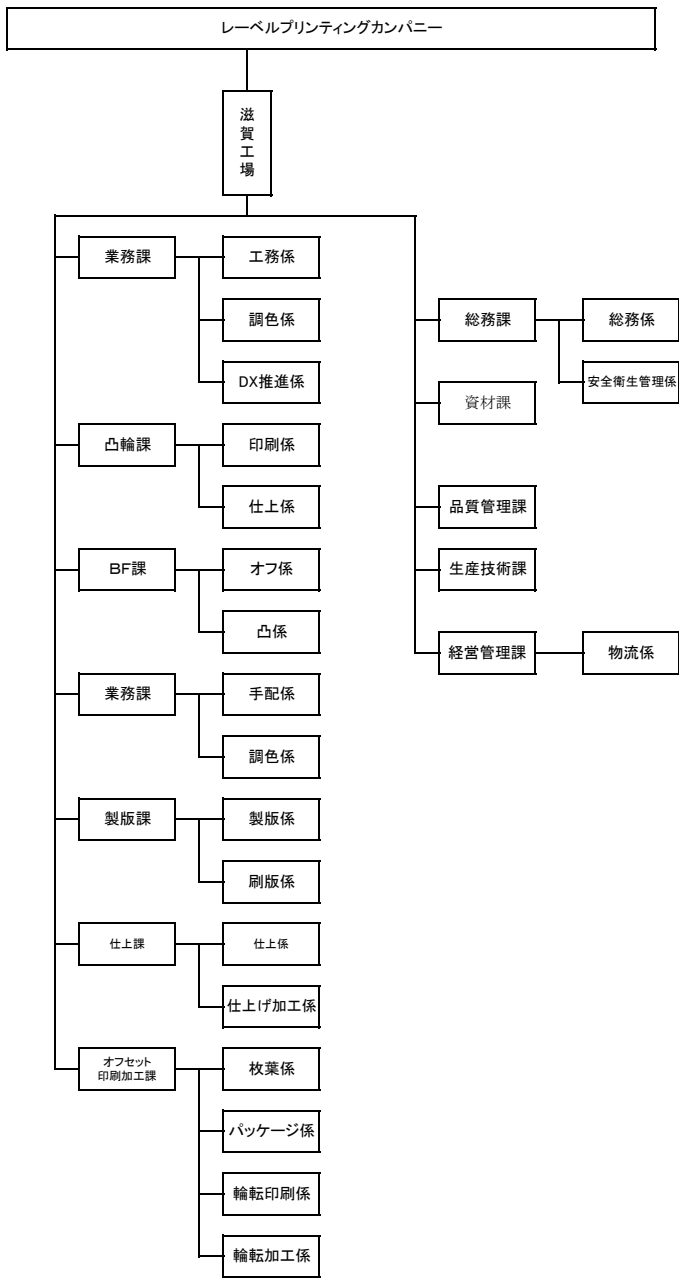 レーベルプリンティングカンパニー
滋賀工場
業務課
工務係
調色係
DX推進係
凸輪課
印刷係
仕上係
BF課
オフ係
凸係
業務課
手配係
調色係
製版課
製版係
刷版係
仕上課
仕上係
仕上げ加工係
オフセット
印刷加工課
枚葉係
パッケージ係
輪転印刷係
輪転加工係
総務課
総務係
安全衛生管理係
資材課
品質管理課
生産技術課
経営管理課
物流係